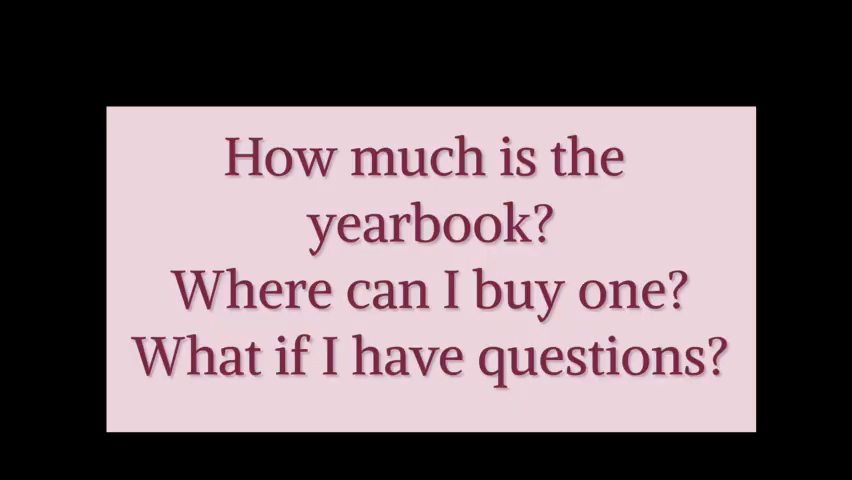 How much is the
yearbook?
Where can I buy one?
What if I have questions?